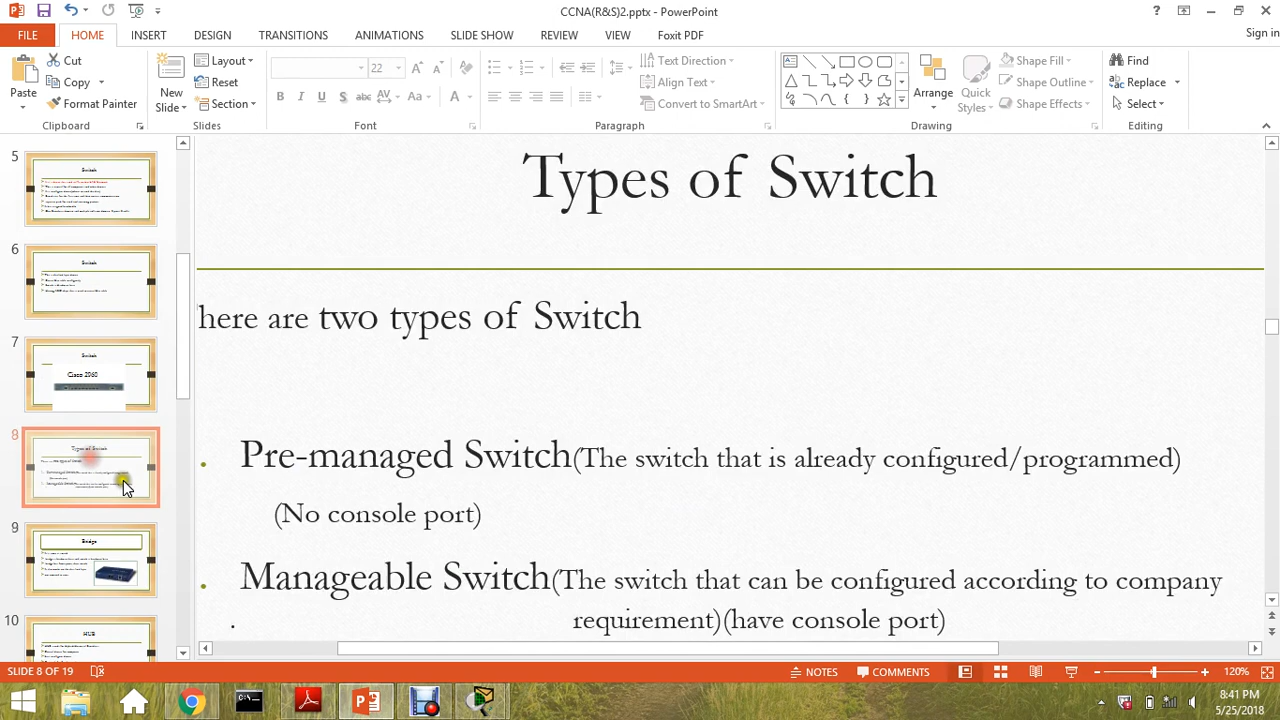 CCNA(R&S)2.pptx - PowerPoint
Sign in
FILE HOME INSERT DESIGN TRANSITIONS ANIMATIONS SLIDE SHOW REVIEW VIEW Foxit PDF
Paste
Cut
Copy
Format Painter
Clipboard
New Slide
Layout
Reset
Section
Slides
22
Font
Text Direction
Align Text
Convert to SmartArt
Paragraph
Arrange
Quick Styles
Shape Fill
Shape Outline
Shape Effects
Drawing
Find
Replace
Select
Editing
5
Switch
6
Switch
7
Switch
Cisco 2960
8
Types of Switch
9
Bridge
10
HUB
Types of Switch
here are two types of Switch
Pre-managed Switch(The switch that is already configured/programmed)
(No console port)
Manageable Switch(The switch that can be configured according to company
. requirement)(have console port)
SLIDE 8 OF 19
NOTES
COMMENTS
120%
8:41 PM
5/25/2018